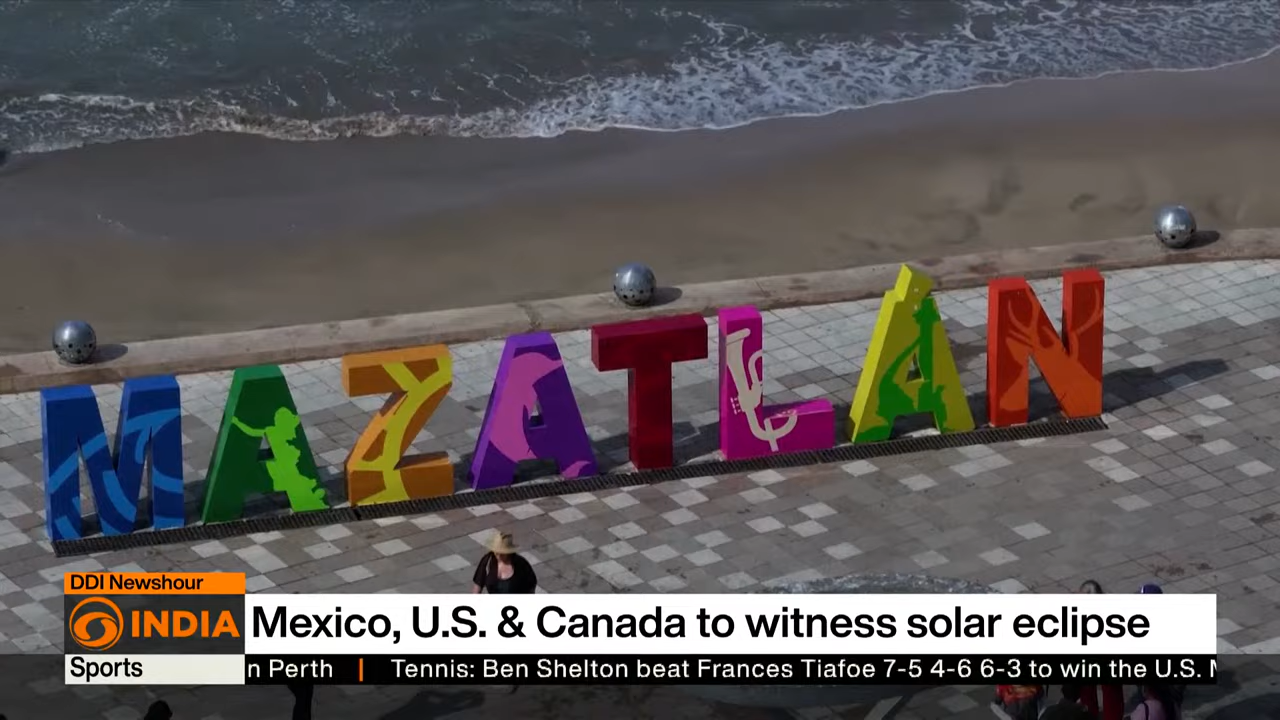 MAZATLÁN
DDI Newshour
INDIA
Mexico, U.S. & Canada to witness solar eclipse
Sports
n Perth | Tennis: Ben Shelton beat Frances Tiafoe 7-5 4-6 6-3 to win the U.S.